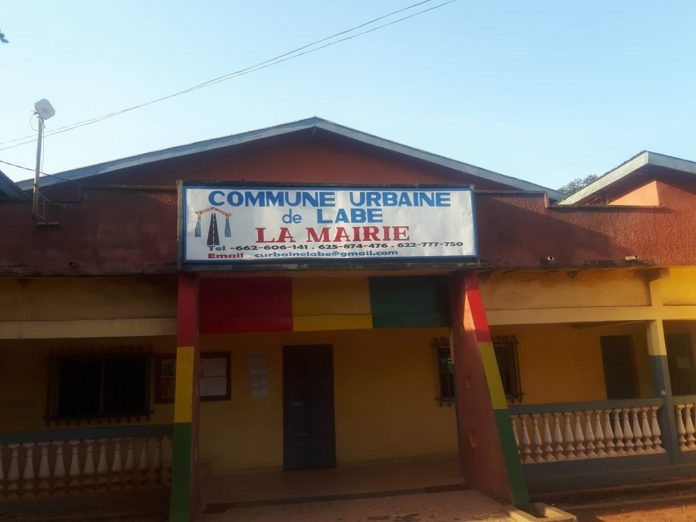 COMMUNE URBAINE
de LABE
LA MAIRIE
Tel -662-606-141 . 625-874-476 . 622-777-750
Email curbainelabe@gmail.com